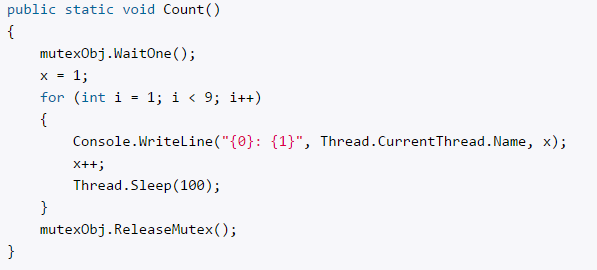 public static void Count()
{
    mutexObj.WaitOne();
    x = 1;
    for (int i = 1; i < 9; i++)
    {
        Console.WriteLine("{0}: {1}", Thread.CurrentThread.Name, x);
        x++;
        Thread.Sleep(100);
    }
    mutexObj.ReleaseMutex();
}